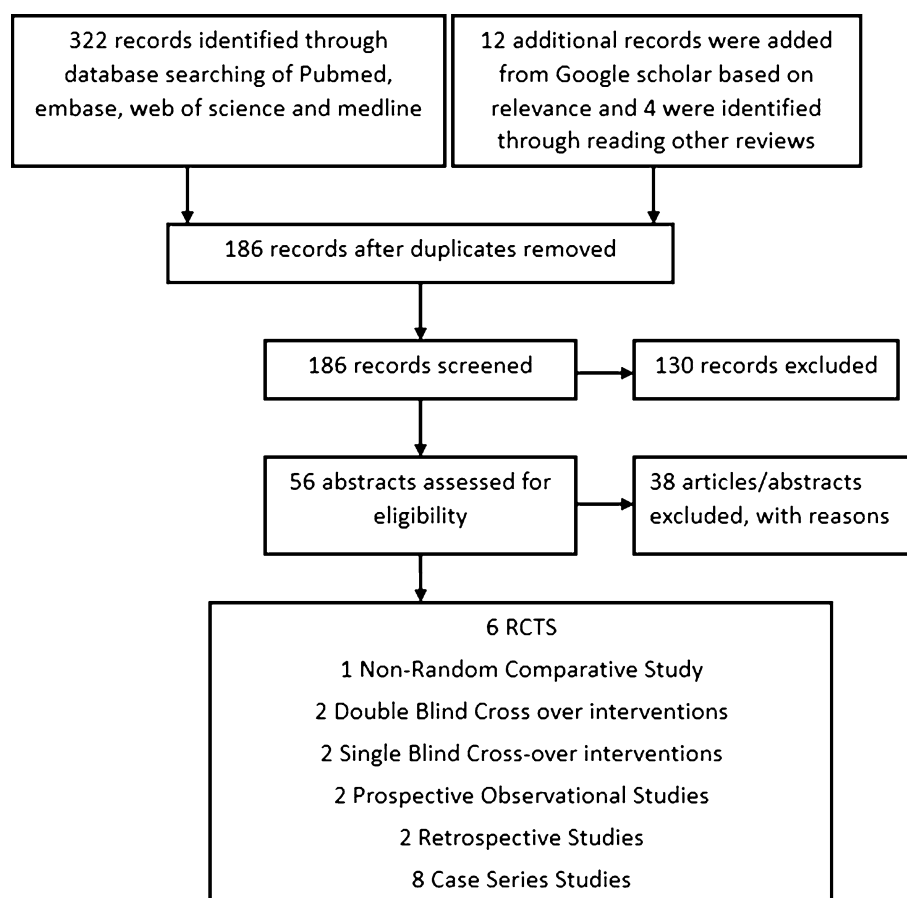 322 records identified through
database searching of Pubmed,
embase, web of science and medline
12 additional records were added
from Google scholar based on
relevance and 4 were identified
through reading other reviews
186 records after duplicates removed
186 records screened
130 records excluded
56 abstracts assessed for
eligibility
38 articles/abstracts
excluded, with reasons
6 RCTS
1 Non-Random Comparative Study
2 Double Blind Cross over interventions
2 Single Blind Cross-over interventions
2 Prospective Observational Studies
2 Retrospective Studies
8 Case Series Studies